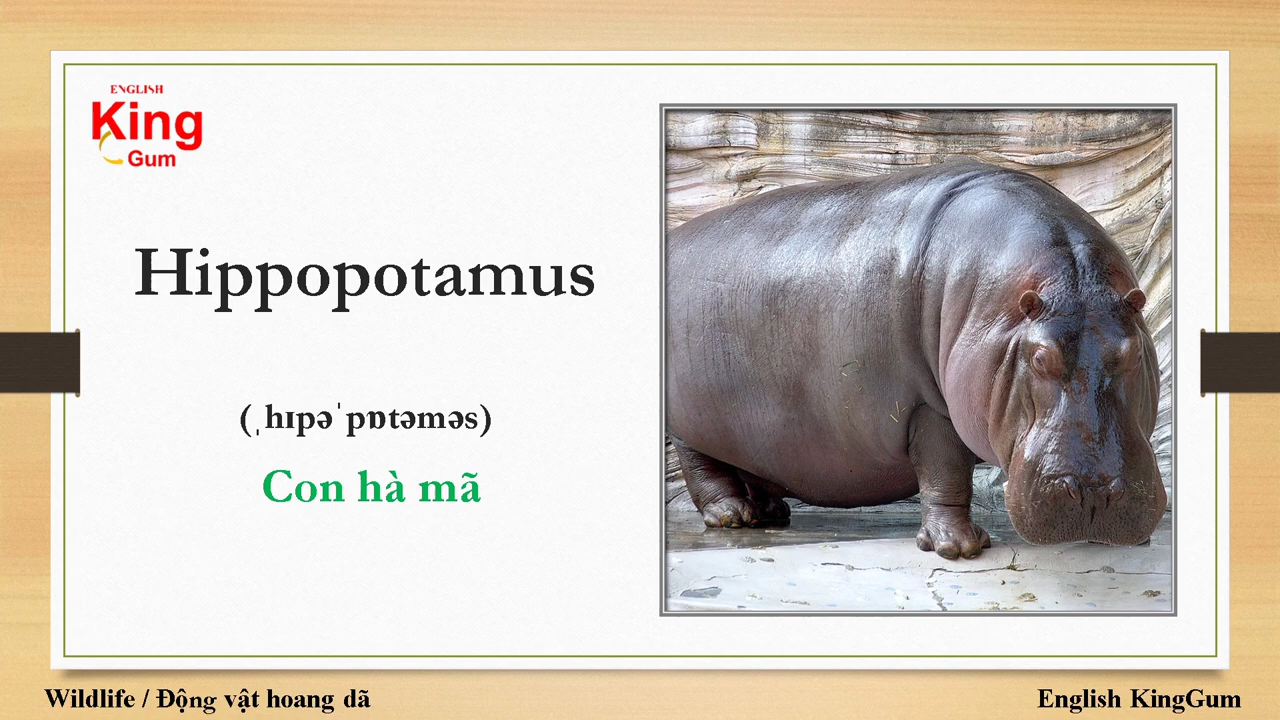 ENGLISH
King
Gum
Hippopotamus
(ˌhɪpəˈpɒtəməs)
Con hà mã
Wildlife / Động vật hoang dã
English KingGum